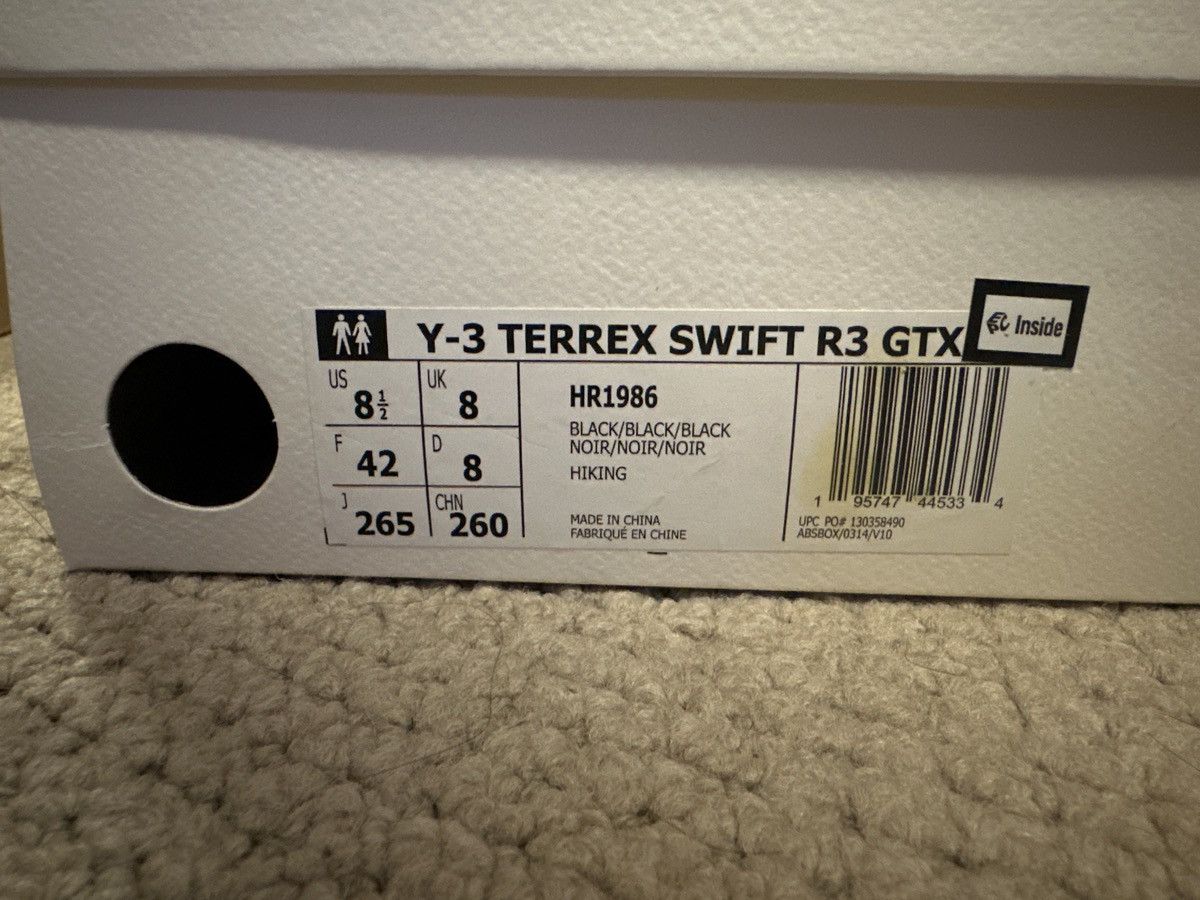 Y-3 TERREX SWIFT R3 GTX
Inside
US 8½
UK 8
F 42
D 8
J 265
CHN 260
HR1986
BLACK/BLACK/BLACK
NOIR/NOIR/NOIR
HIKING
MADE IN CHINA
FABRIQUÉ EN CHINE
1 95747 44533 4
UPC PO# 130358490
ABSBOX/0314/V10